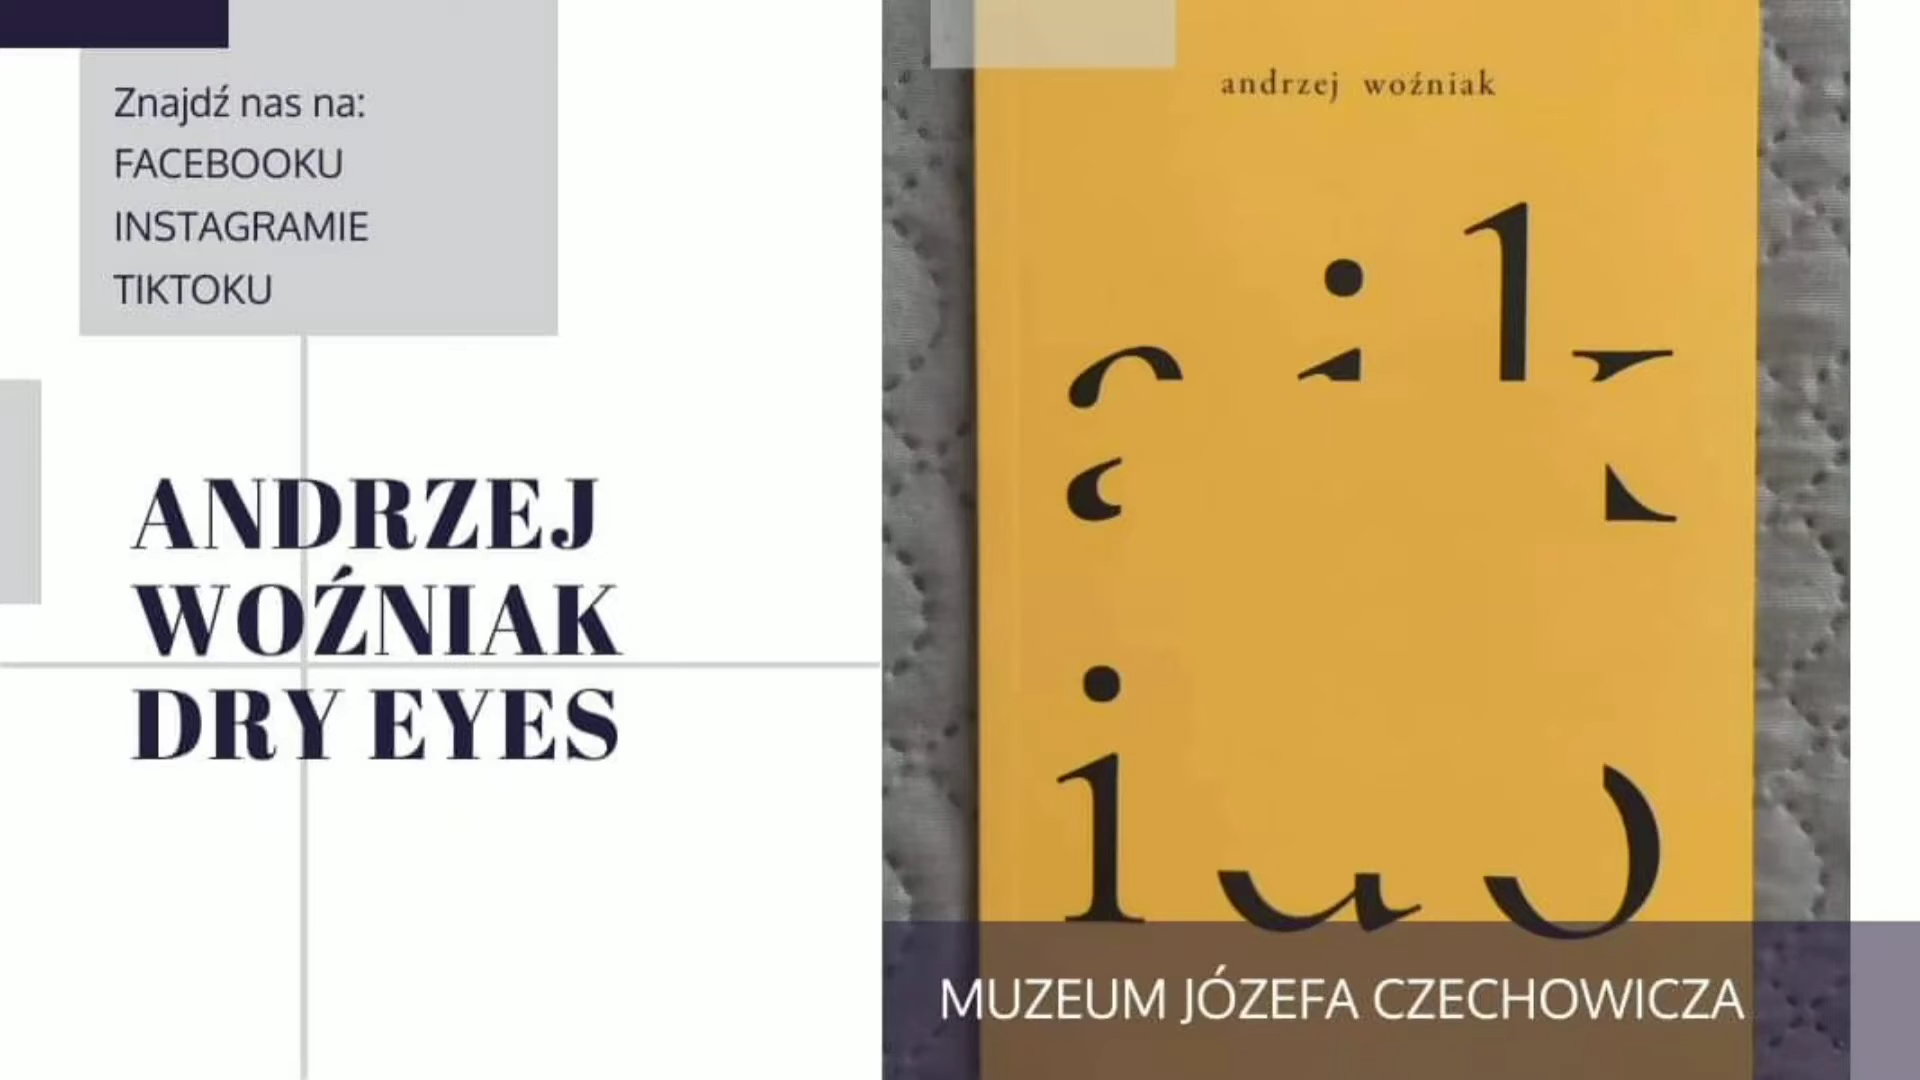 Znajdź nas na:
FACEBOOKU
INSTAGRAMIE
TIKTOKU
ANDRZEJ
WOŹNIAK
DRY EYES
andrzej woźniak
MUZEUM JÓZEFA CZECHOWICZA